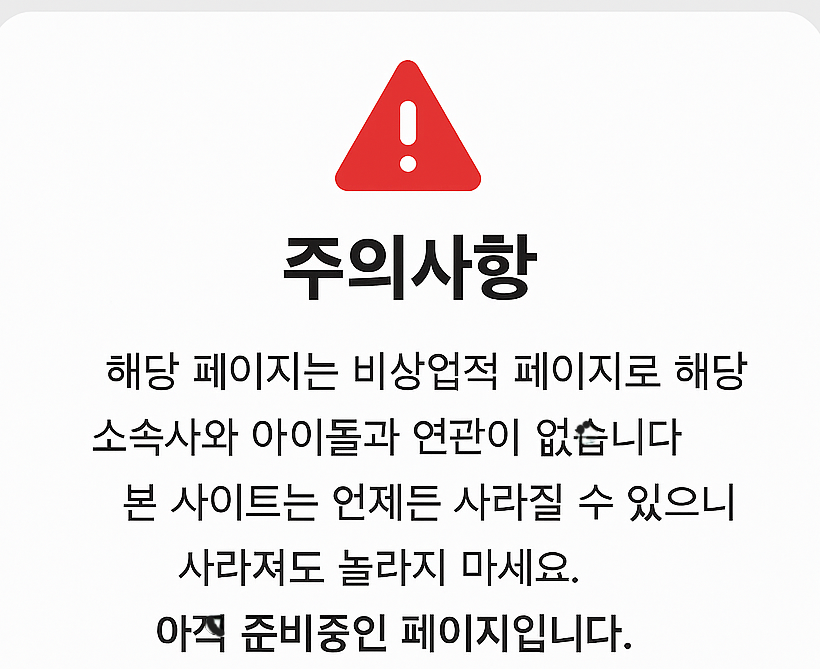 주의사항
해당 페이지는 비상업적 페이지로 해당
소속사와 아이돌과 연관이 없습니다
본 사이트는 언제든 사라질 수 있으니
사라져도 놀라지 마세요.
아직 준비중인 페이지입니다.